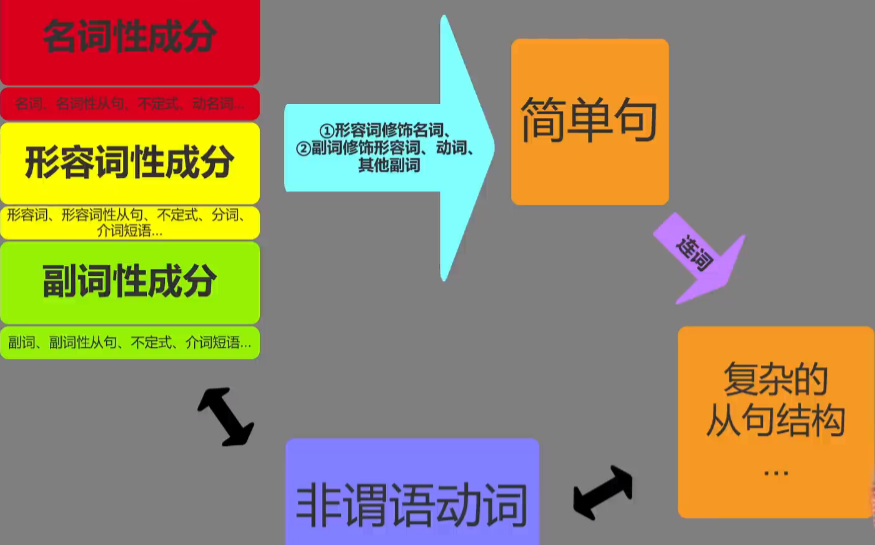 名词性成分
名词、名词性从句、不定式、动名词...
形容词性成分
形容词、形容词性从句、不定式、分词、
介词短语...
副词性成分
副词、副词性从句、不定式、介词短语...
①形容词修饰名词、
②副词修饰形容词、动词、
其他副词
简单句
连词
复杂的
从句结构
...
非谓语动词